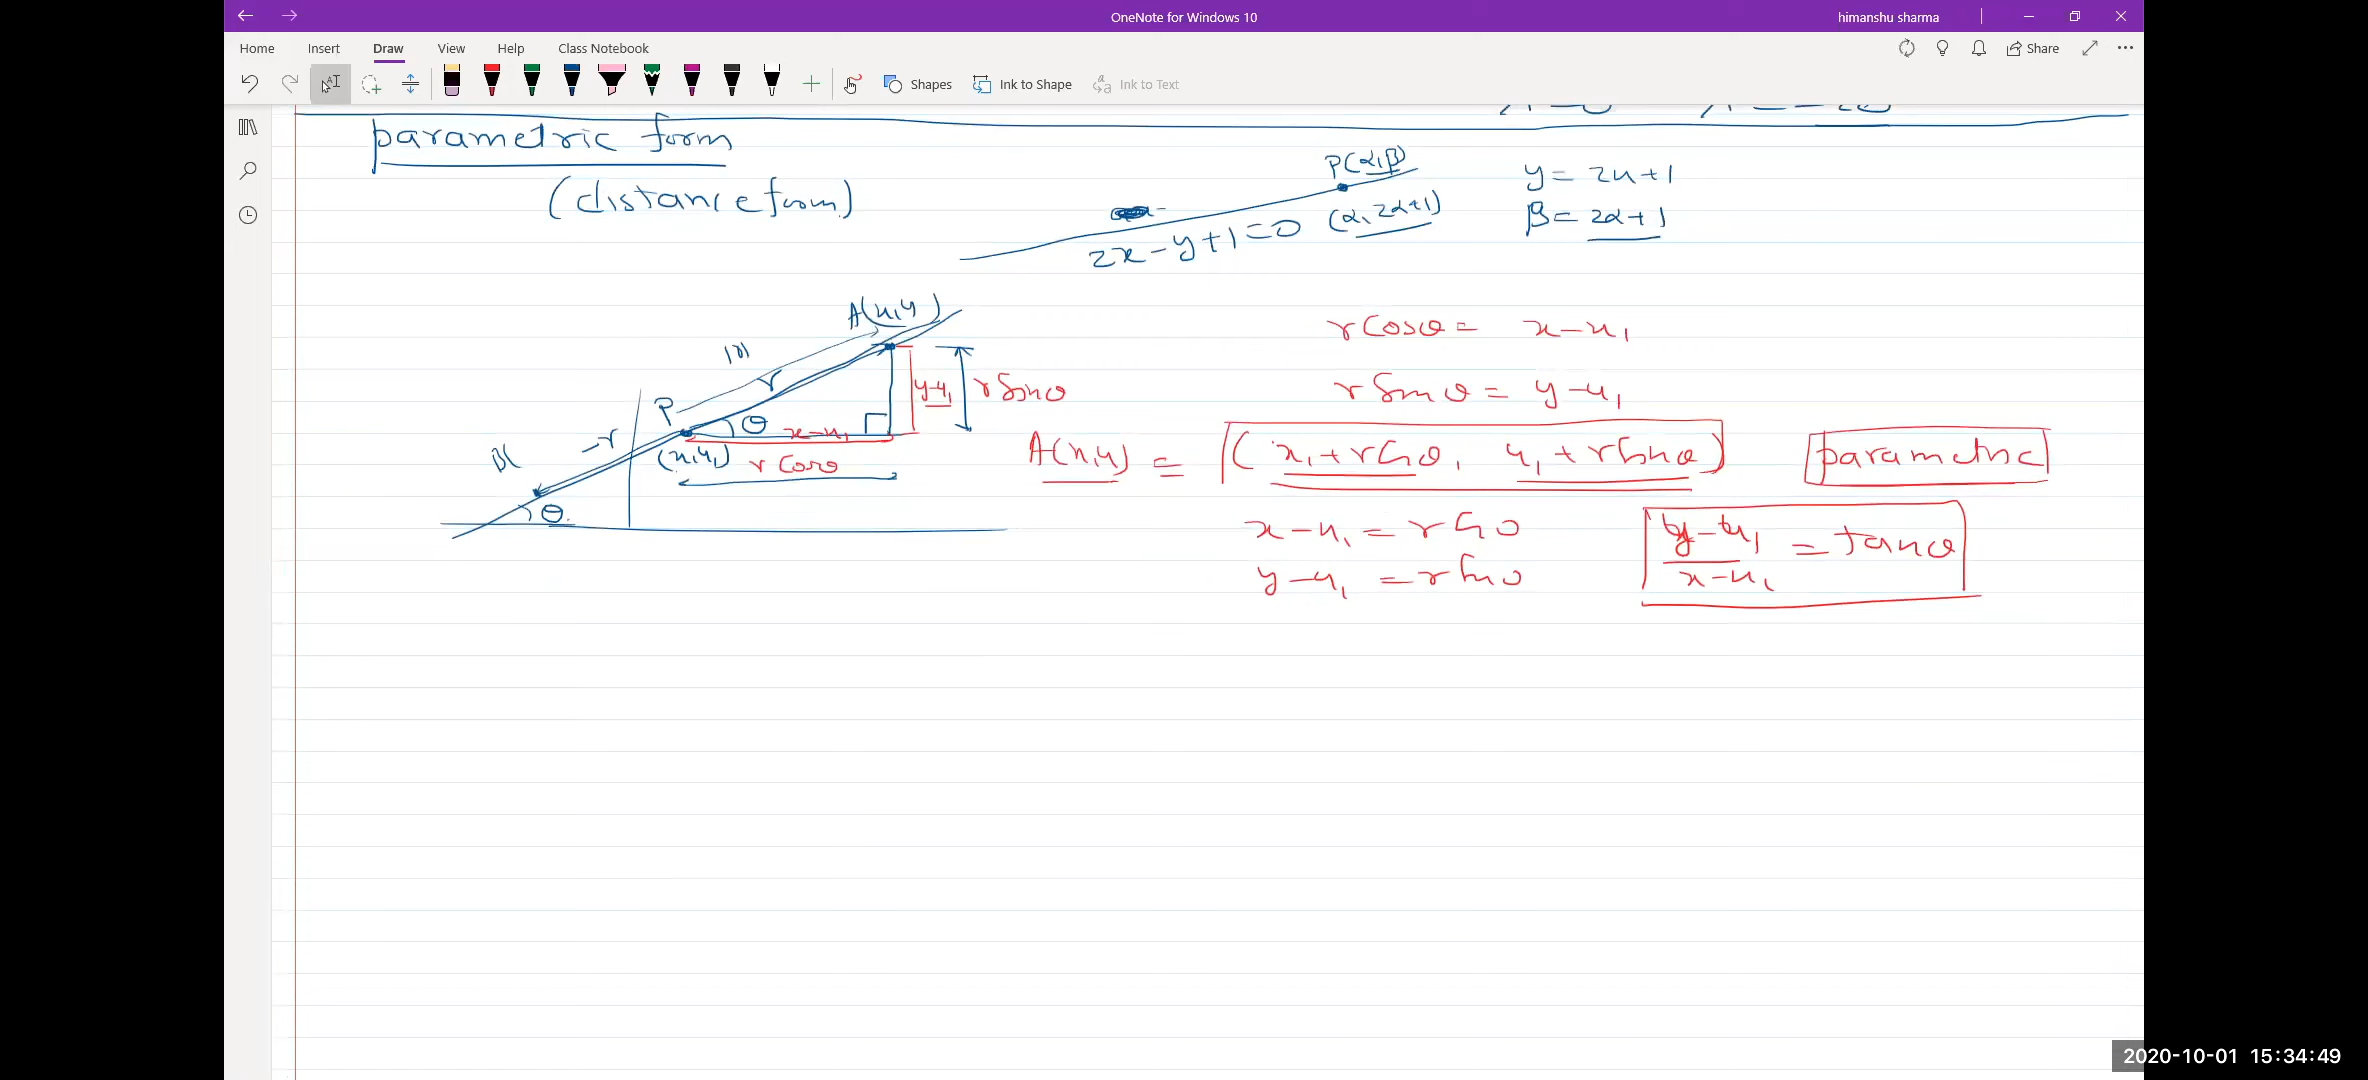 OneNote for Windows 10
himanshu sharma
Home Insert Draw View Help Class Notebook
Share
Shapes Ink to Shape Ink to Text
parametric form
(distance form)
P(α,β)
(α, 2α+1)
2x-y+1=0
y = 2x+1
β = 2α+1
A(x,y)
|r|
r
P
θ
x-x₁
y-y₁
r sinθ
-r
(x₁,y₁)
r cosθ
θ
r cosθ = x-x₁
r sinθ = y-y₁
A(x,y) = (x₁+r cosθ, y₁+r sinθ)
parametric
x-x₁ = r cosθ
y-y₁ = r sinθ
y-y₁ / x-x₁ = tanθ
2020-10-01 15:34:49